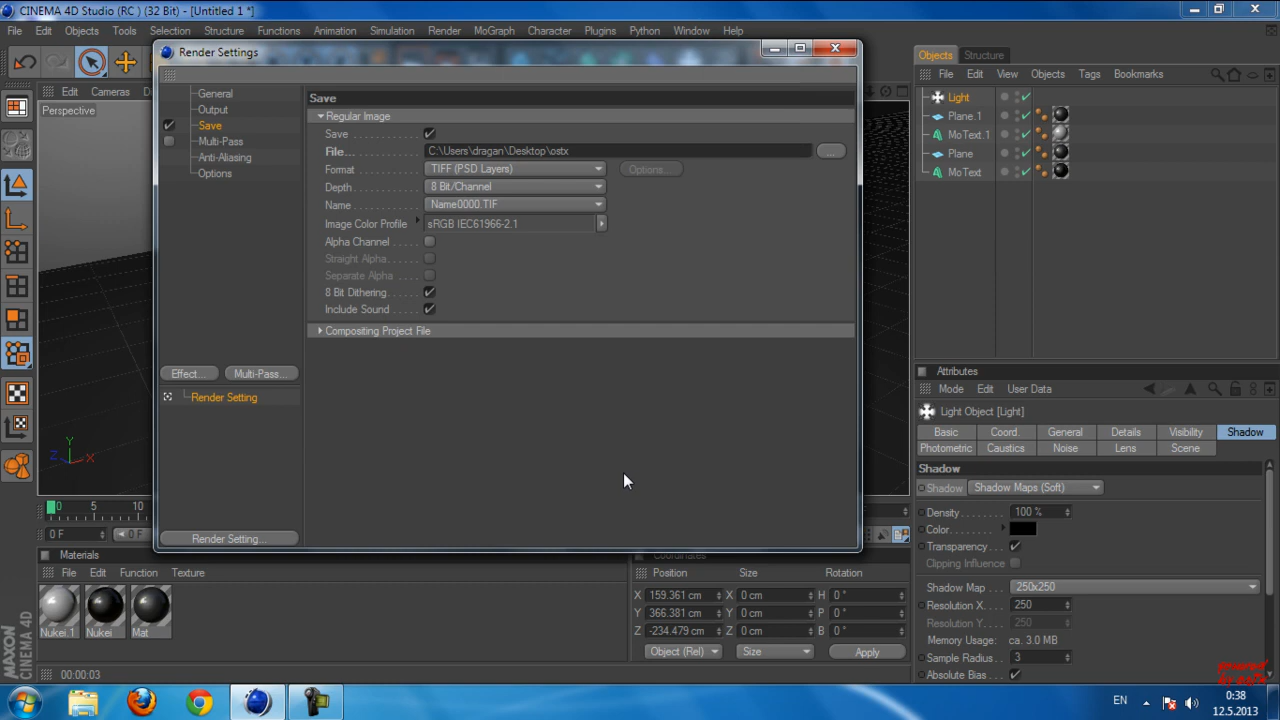 CINEMA 4D Studio (RC ) (32 Bit) - [Untitled 1 *]
File Edit Objects Tools Selection Structure Functions Animation Simulation Render MoGraph Character Plugins Python Window Help
Render Settings
Edit Cameras
Perspective
General
Output
Save
Multi-Pass
Anti-Aliasing
Options
Effect... Multi-Pass...
Render Setting
Render Setting...
Save
Regular Image
Save
File... C:\Users\dragan\Desktop\ostx ...
Format TIFF (PSD Layers) Options...
Depth 8 Bit/Channel
Name Name0000.TIF
Image Color Profile sRGB IEC61966-2.1
Alpha Channel
Straight Alpha
Separate Alpha
8 Bit Dithering
Include Sound
Compositing Project File
Objects Structure
File Edit View Objects Tags Bookmarks
Light
Plane.1
MoText.1
Plane
MoText
Attributes
Mode Edit User Data
Light Object [Light]
Basic Coord. General Details Visibility Shadow
Photometric Caustics Noise Lens Scene
Shadow
Shadow Shadow Maps (Soft)
Density 100 %
Color
Transparency
Clipping Influence
Shadow Map 250x250
Resolution X 250
Resolution Y 250
Memory Usage: ca. 3.0 MB
Sample Radius 3
Absolute Bias
Y
Z X
0 5 10
0 F 0 F
Materials
File Edit Function Texture
Nukei.1 Nukei Mat
Coordinates
Position Size Rotation
X 159.361 cm X 0 cm H 0 °
Y 366.381 cm Y 0 cm P 0 °
Z -234.479 cm Z 0 cm B 0 °
Object (Rel) Size Apply
MAXON
CINEMA 4D
00:00:03
EN
0:38
12.5.2013